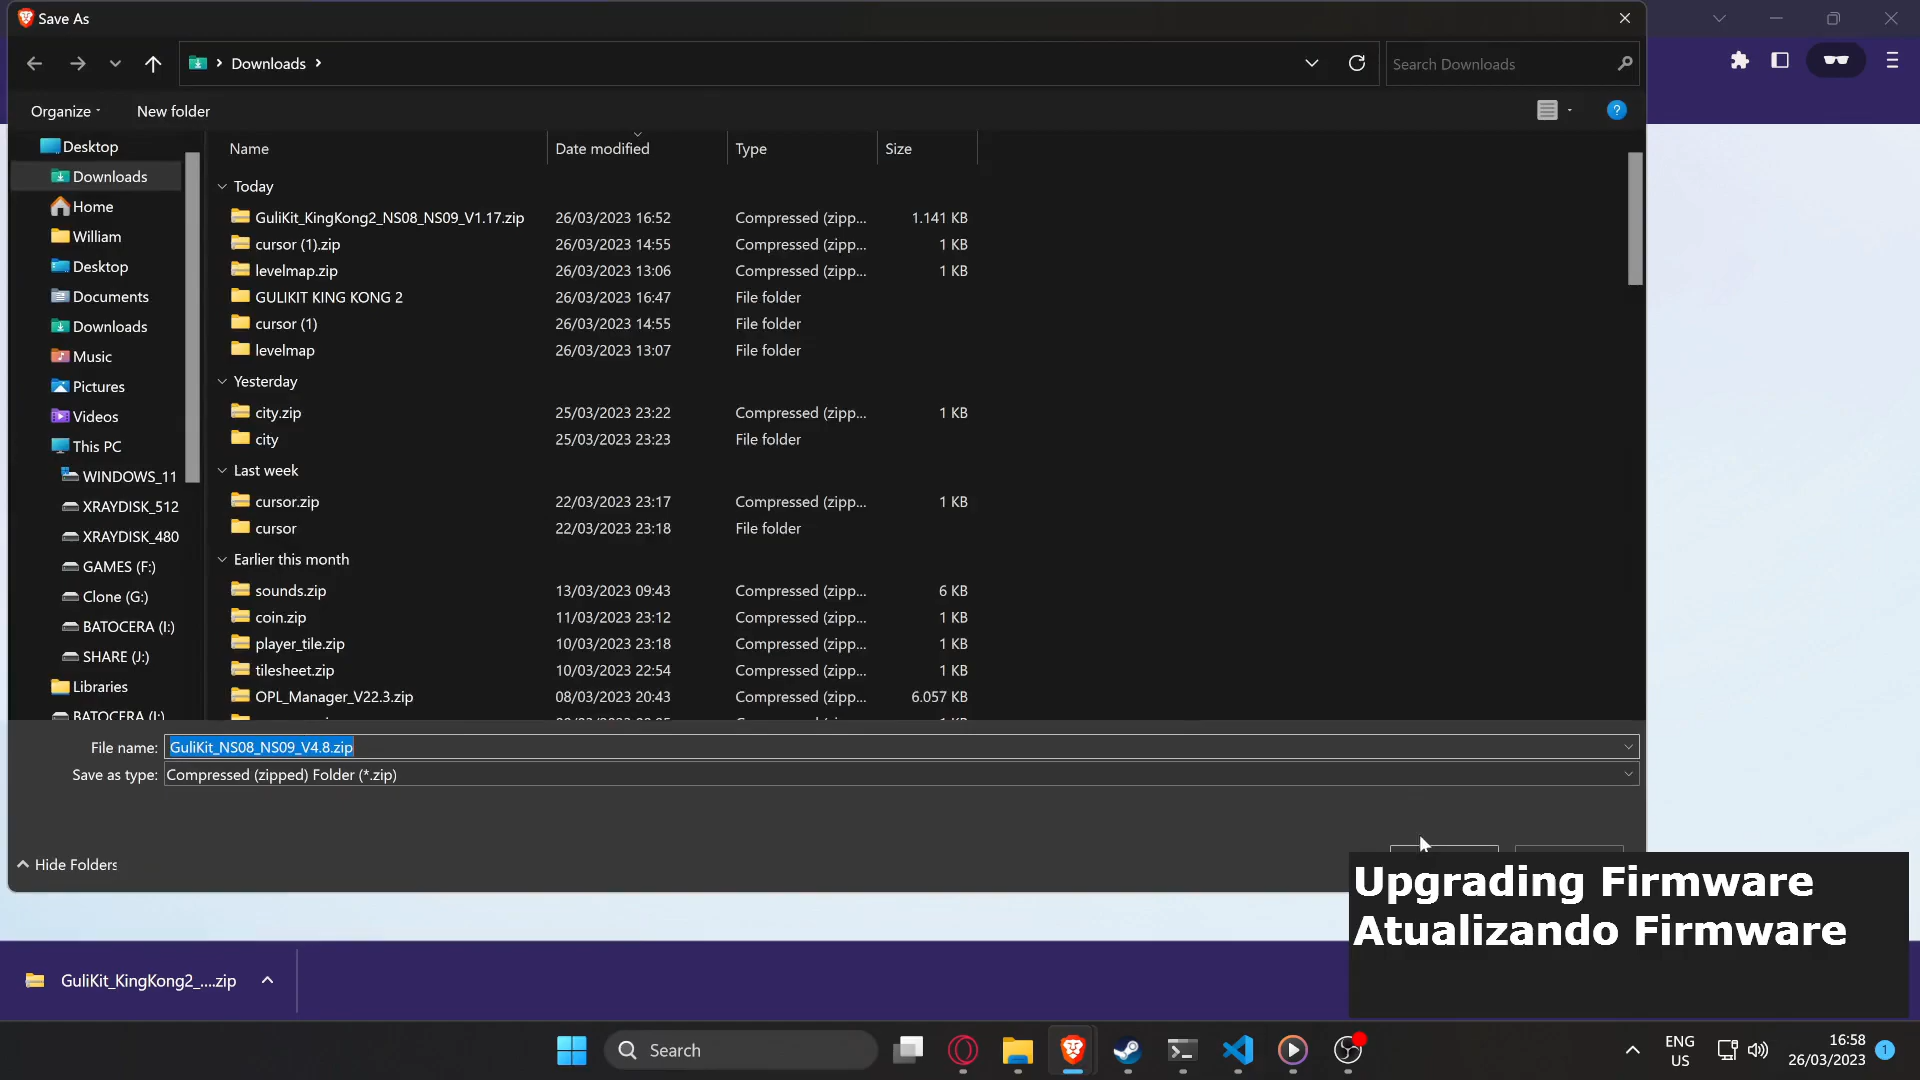 Save As
Downloads
Search Downloads
Organize
New folder
Name Date modified Type Size
Desktop
Downloads
Home
William
Desktop
Documents
Downloads
Music
Pictures
Videos
This PC
WINDOWS_11
XRAYDISK_512
XRAYDISK_480
GAMES (F:)
Clone (G:)
BATOCERA (I:)
SHARE (J:)
Libraries
BATOCERA (I:)
Today
GuliKit_KingKong2_NS08_NS09_V1.17.zip 26/03/2023 16:52 Compressed (zipp... 1.141 KB
cursor (1).zip 26/03/2023 14:55 Compressed (zipp... 1 KB
levelmap.zip 26/03/2023 13:06 Compressed (zipp... 1 KB
GULIKIT KING KONG 2 26/03/2023 16:47 File folder
cursor (1) 26/03/2023 14:55 File folder
levelmap 26/03/2023 13:07 File folder
Yesterday
city.zip 25/03/2023 23:22 Compressed (zipp... 1 KB
city 25/03/2023 23:23 File folder
Last week
cursor.zip 22/03/2023 23:17 Compressed (zipp... 1 KB
cursor 22/03/2023 23:18 File folder
Earlier this month
sounds.zip 13/03/2023 09:43 Compressed (zipp... 6 KB
coin.zip 11/03/2023 23:12 Compressed (zipp... 1 KB
player_tile.zip 10/03/2023 23:18 Compressed (zipp... 1 KB
tilesheet.zip 10/03/2023 22:54 Compressed (zipp... 1 KB
OPL_Manager_V22.3.zip 08/03/2023 20:43 Compressed (zipp... 6.057 KB
File name: GuliKit_NS08_NS09_V4.8.zip
Save as type: Compressed (zipped) Folder (*.zip)
Hide Folders
Upgrading Firmware
Atualizando Firmware
GuliKit_KingKong2_....zip
Search
ENG
US
16:58
26/03/2023
1